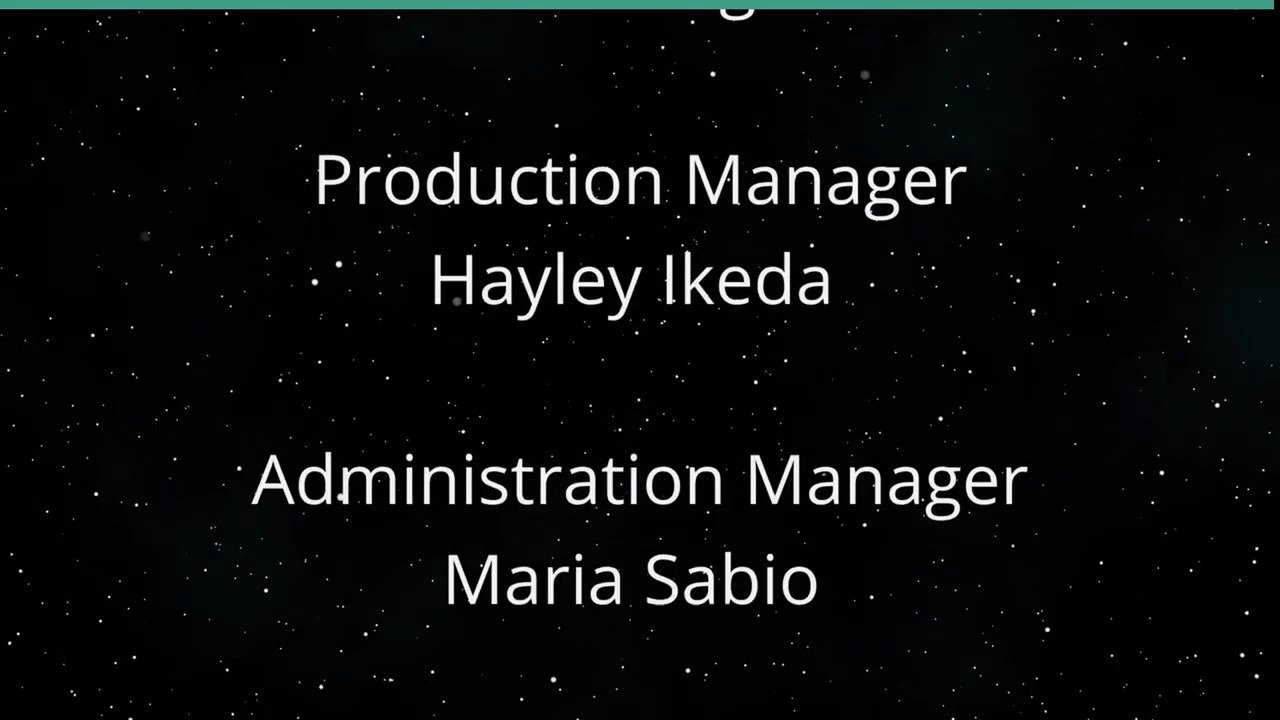 Production Manager
Hayley Ikeda
Administration Manager
Maria Sabio